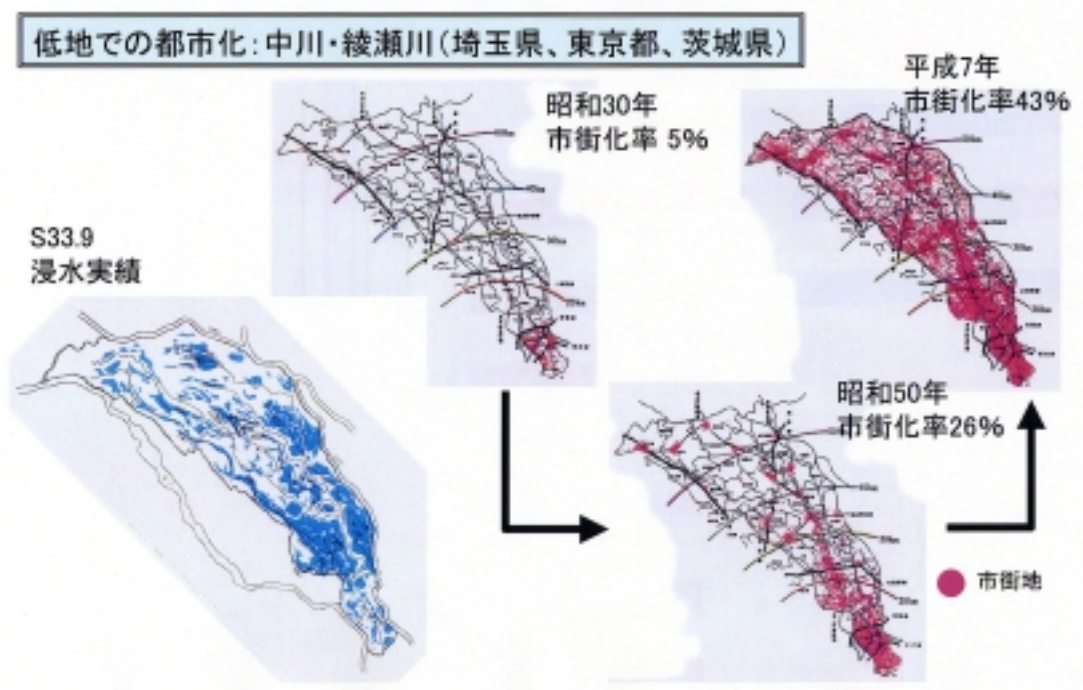 低地での都市化：中川・綾瀬川（埼玉県、東京都、茨城県）
昭和30年
市街化率 5%
平成7年
市街化率43%
S33.9
浸水実績
昭和50年
市街化率26%
市街地